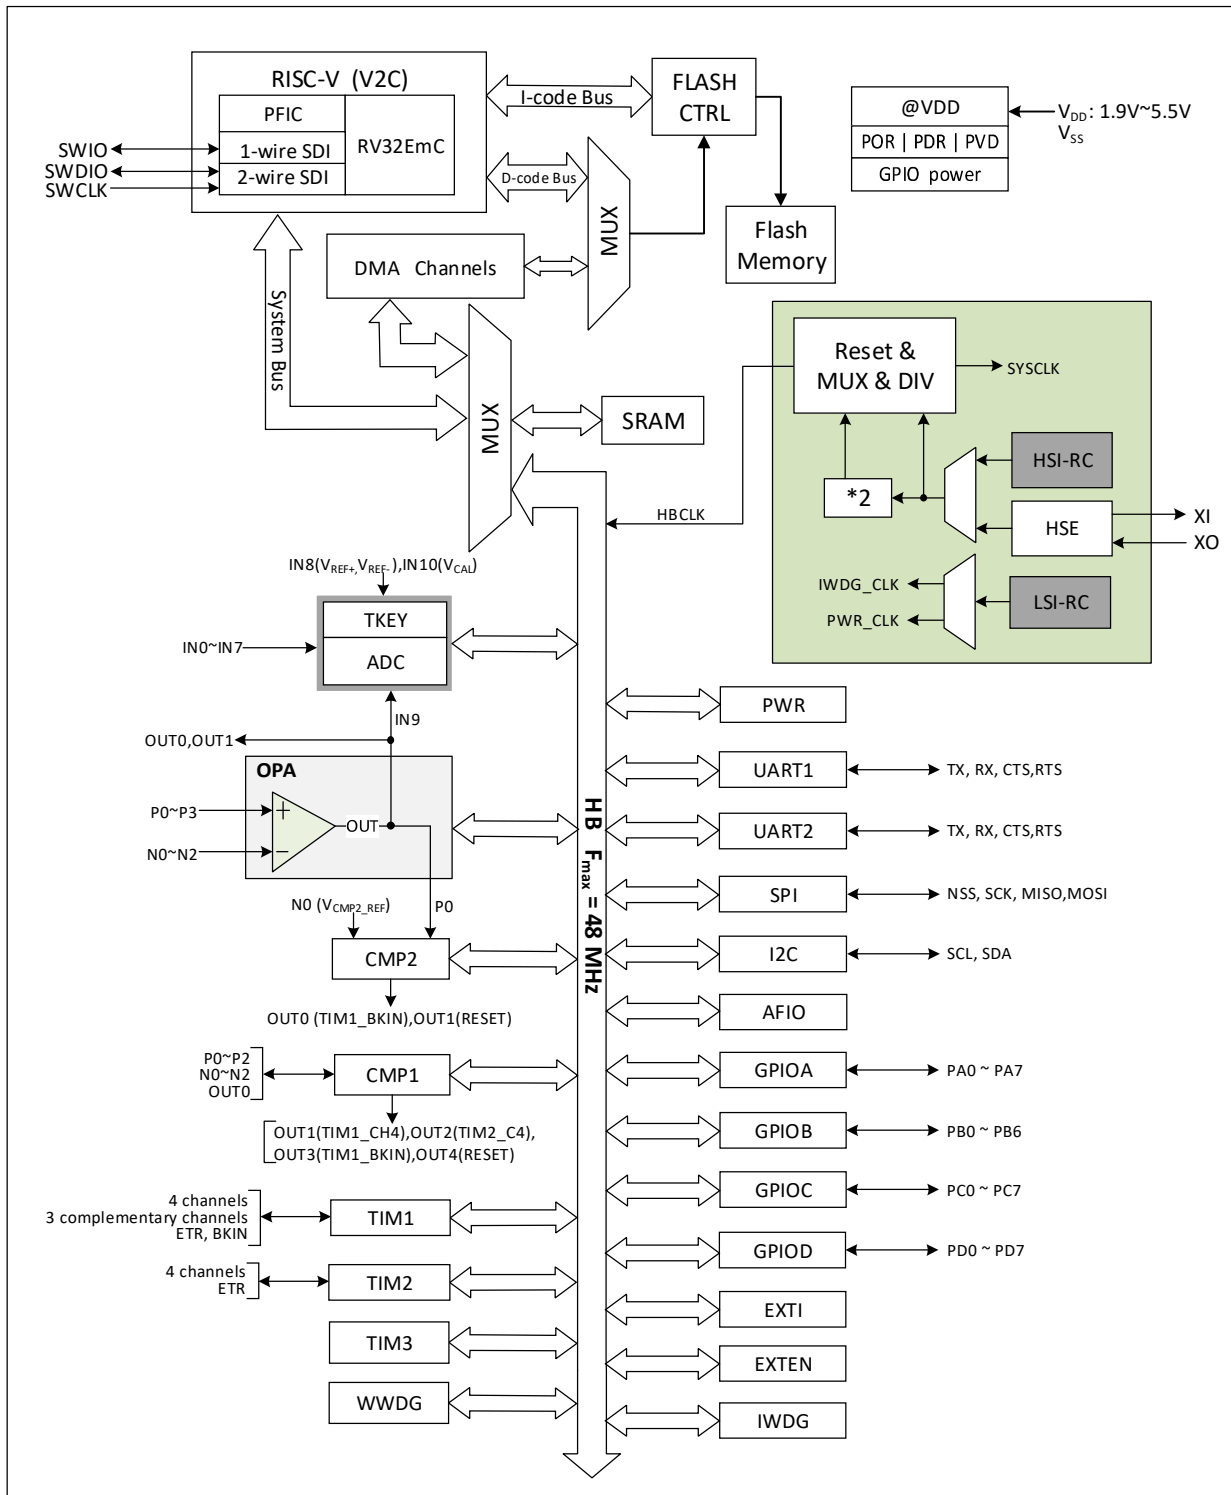 RISC-V (V2C)
PFIC
1-wire SDI
2-wire SDI
RV32EmC
SWIO
SWDIO
SWCLK
I-code Bus
D-code Bus
FLASH
CTRL
MUX
Flash
Memory
@VDD
POR | PDR | PVD
GPIO power
VDD: 1.9V~5.5V
VSS
DMA Channels
System Bus
MUX
SRAM
Reset &
MUX & DIV
SYSCLK
*2
HSI-RC
HSE
XI
XO
HBCLK
IWDG_CLK
PWR_CLK
LSI-RC
IN8(VREF+,VREF-),IN10(VCAL)
TKEY
ADC
IN0~IN7
IN9
OUT0,OUT1
OPA
P0~P3
+
OUT
N0~N2
−
N0 (VCMP2_REF)
P0
CMP2
OUT0 (TIM1_BKIN),OUT1(RESET)
P0~P2
N0~N2
OUT0
CMP1
OUT1(TIM1_CH4),OUT2(TIM2_C4),
OUT3(TIM1_BKIN),OUT4(RESET)
4 channels
3 complementary channels
ETR, BKIN
TIM1
4 channels
ETR
TIM2
TIM3
WWDG
HB Fmax = 48 MHz
PWR
UART1
TX, RX, CTS,RTS
UART2
TX, RX, CTS,RTS
SPI
NSS, SCK, MISO,MOSI
I2C
SCL, SDA
AFIO
GPIOA
PA0 ~ PA7
GPIOB
PB0 ~ PB6
GPIOC
PC0 ~ PC7
GPIOD
PD0 ~ PD7
EXTI
EXTEN
IWDG